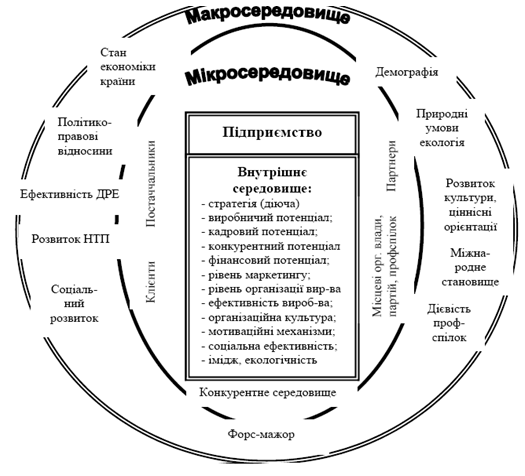 Макросередовище
Мікросередовище
Стан
економіки
країни
Політико-
правові
відносини
Ефективність ДРЕ
Розвиток НТП
Соціаль-
ний
розвиток
Постаччальники
Клієнти
Підприємство
Внутрішнє
середовище:
- стратегія (діюча)
- виробничий потенціал;
- кадровий потенціал;
- конкурентний потенціал
- фінансовий потенціал;
- рівень маркетингу;
- рівень організації вир-ва
- ефективність вироб-ва;
- організаційна культура;
- мотиваційні механізми;
- соціальна ефективність;
- імідж, екологічність
Партнери
Місцеві орг. влади,
партій, профспілок
Демографія
Природні
умови
екологія
Розвиток
культури,
ціннісні
орієнтації
Міжна-
родне
становище
Дієвість
проф-
спілок
Конкурентне середовище
Форс-мажор